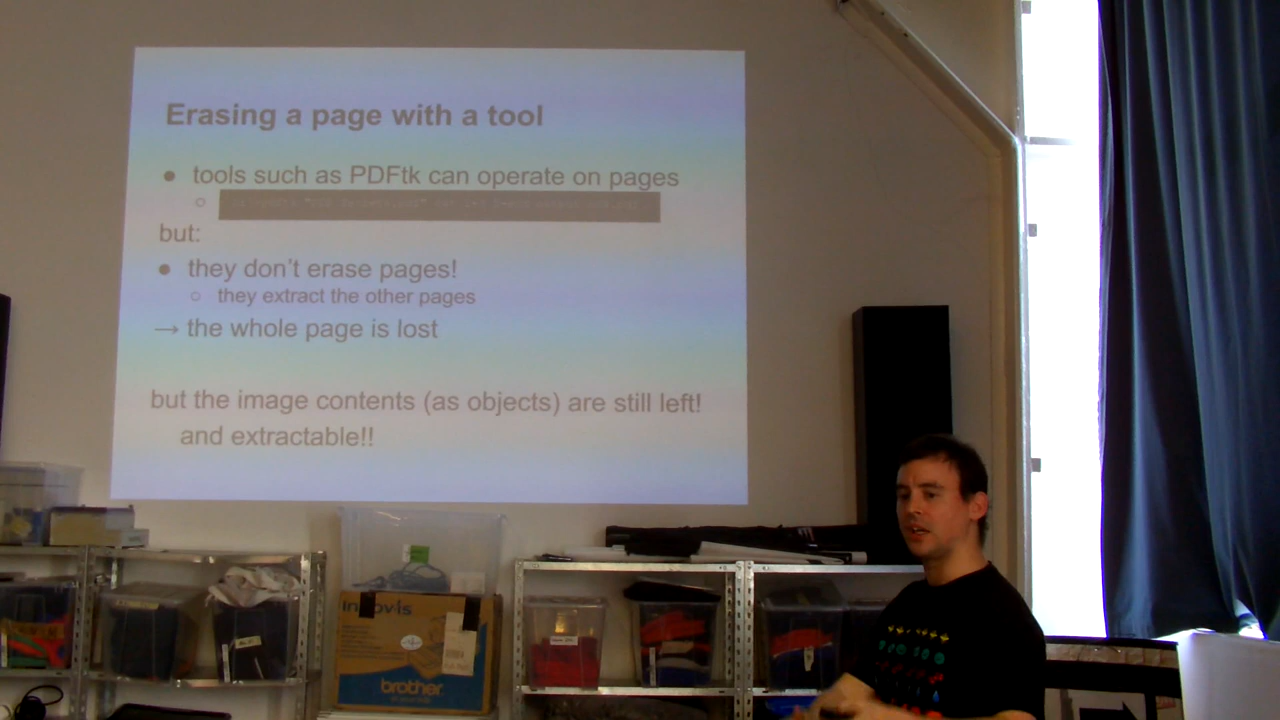 Erasing a page with a tool
● tools such as PDFtk can operate on pages
but:
● they don't erase pages!
○ they extract the other pages
→ the whole page is lost
but the image contents (as objects) are still left!
and extractable!!
Innovis
brother